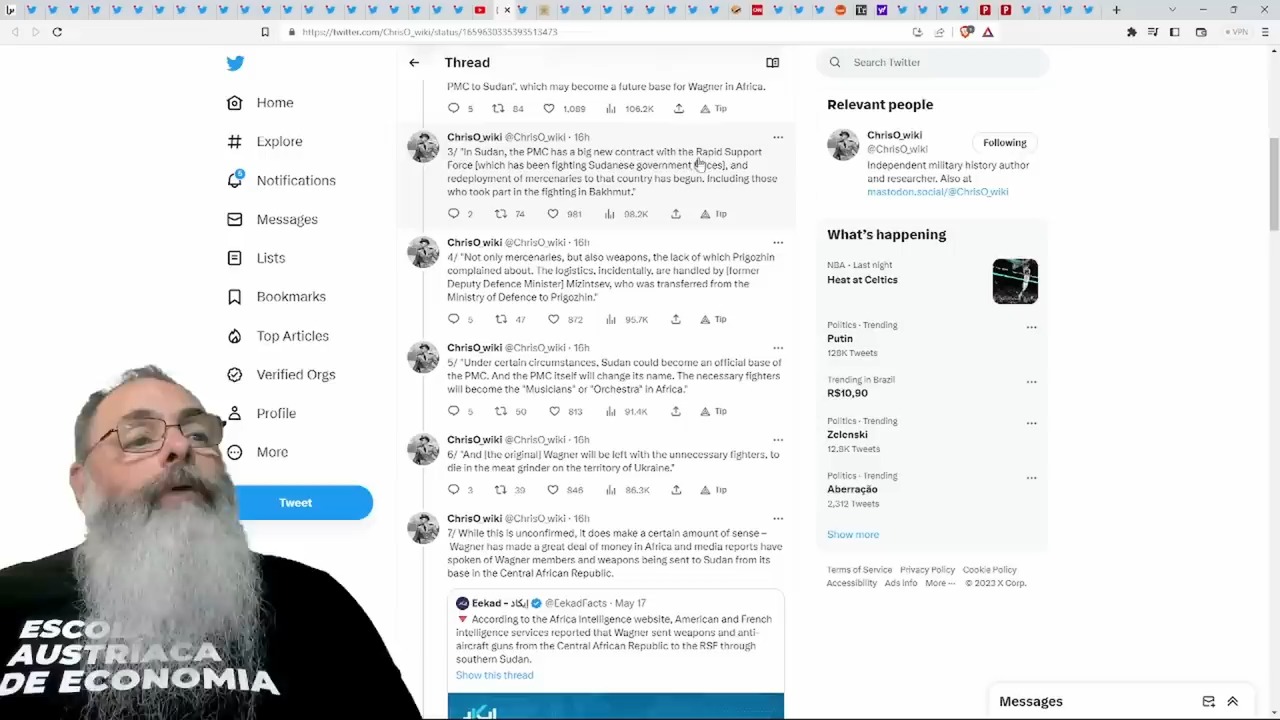 https://twitter.com/ChrisO_wiki/status/1659630335393513473
VPN
Home
Explore
6
Notifications
Messages
Lists
Bookmarks
Top Articles
Verified Orgs
Profile
More
Tweet
Thread
PMC to Sudan", which may become a future base for Wagner in Africa.
5 84 1,089 106.2K Tip
ChrisO_wiki @ChrisO_wiki · 16h
3/ "In Sudan, the PMC has a big new contract with the Rapid Support
Force [which has been fighting Sudanese government forces], and
redeployment of mercenaries to that country has begun. Including those
who took part in the fighting in Bakhmut."
2 74 981 98.2K Tip
ChrisO_wiki @ChrisO_wiki · 16h
4/ "Not only mercenaries, but also weapons, the lack of which Prigozhin
complained about. The logistics, incidentally, are handled by [former
Deputy Defence Minister] Mizintsev, who was transferred from the
Ministry of Defence to Prigozhin."
5 47 872 95.7K Tip
ChrisO_wiki @ChrisO_wiki · 16h
5/ "Under certain circumstances, Sudan could become an official base of
the PMC. And the PMC itself will change its name. The necessary fighters
will become the "Musicians" or "Orchestra" in Africa."
5 50 813 91.4K Tip
ChrisO_wiki @ChrisO_wiki · 16h
6/ "And [the original] Wagner will be left with the unnecessary fighters, to
die in the meat grinder on the territory of Ukraine."
3 39 846 86.3K Tip
ChrisO_wiki @ChrisO_wiki · 16h
7/ While this is unconfirmed, it does make a certain amount of sense –
Wagner has made a great deal of money in Africa and media reports have
spoken of Wagner members and weapons being sent to Sudan from its
base in the Central African Republic.
Eekad - إيكاد @EekadFacts · May 17
According to the Africa Intelligence website, American and French
intelligence services reported that Wagner sent weapons and anti-
aircraft guns from the Central African Republic to the RSF through
southern Sudan.
Show this thread
Search Twitter
Relevant people
ChrisO_wiki
@ChrisO_wiki
Following
Independent military history author
and researcher. Also at
mastodon.social/@ChrisO_wiki
What's happening
NBA · Last night
Heat at Celtics
Politics · Trending
Putin
128K Tweets
Trending in Brazil
R$10,90
Politics · Trending
Zelenski
12.8K Tweets
Politics · Trending
Aberração
2,312 Tweets
Show more
Terms of Service Privacy Policy Cookie Policy
Accessibility Ads info More ··· © 2023 X Corp.
Messages
AUSTRIACA
DE ECONOMIA